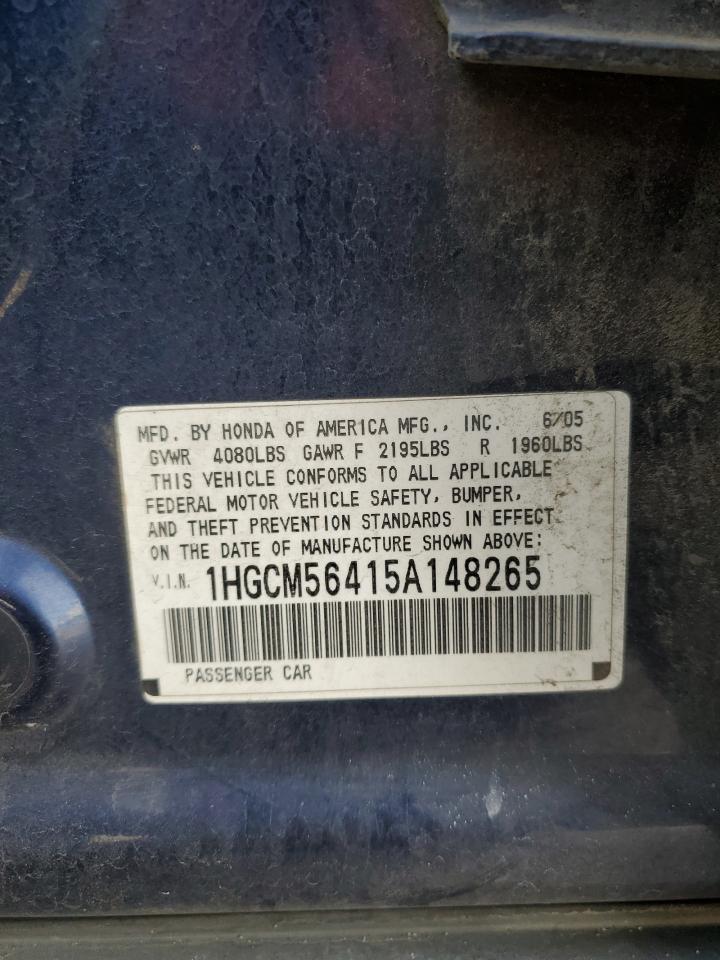 MFD. BY HONDA OF AMERICA MFG., INC. 6/05
GVWR 4080LBS GAWR F 2195LBS R 1960LBS
THIS VEHICLE CONFORMS TO ALL APPLICABLE
FEDERAL MOTOR VEHICLE SAFETY, BUMPER,
AND THEFT PREVENTION STANDARDS IN EFFECT
ON THE DATE OF MANUFACTURE SHOWN ABOVE:
V.I.N. 1HGCM56415A148265
PASSENGER CAR